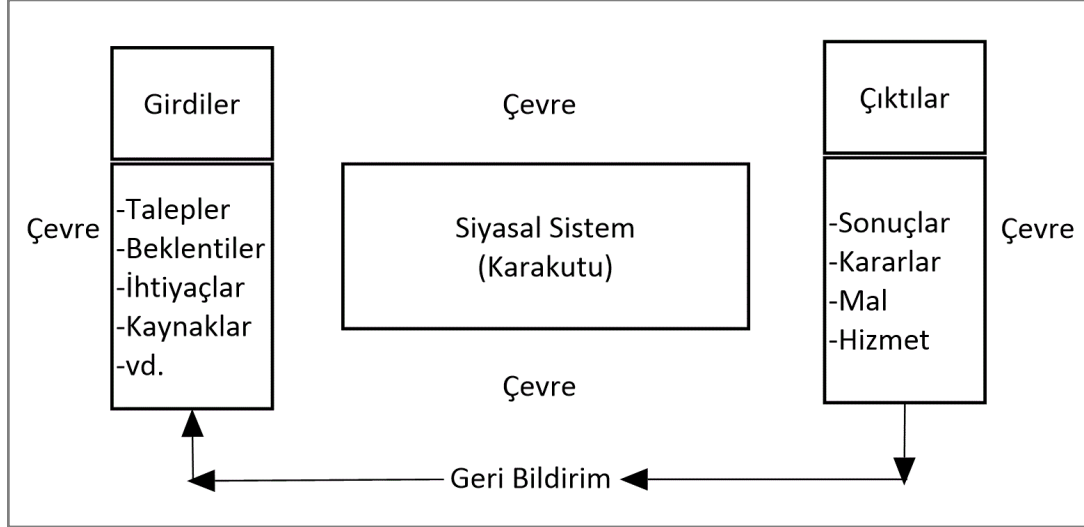 Girdiler
Çevre
Çıktılar
Çevre
-Talepler
-Beklentiler
-İhtiyaçlar
-Kaynaklar
-vd.
Siyasal Sistem
(Karakutu)
-Sonuçlar
-Kararlar
-Mal
-Hizmet
Çevre
Çevre
Geri Bildirim